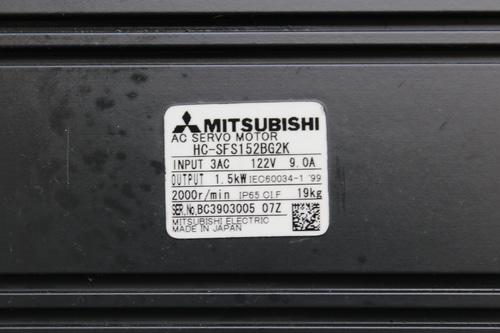 MITSUBISHI
AC SERVO MOTOR
HC-SFS152BG2K
INPUT 3AC 122V 9.0A
OUTPUT 1.5kW IEC60034-1 '99
2000r/min IP65 Cl.F 19kg
SER.No.BC3903005 07Z
MITSUBISHI ELECTRIC
MADE IN JAPAN